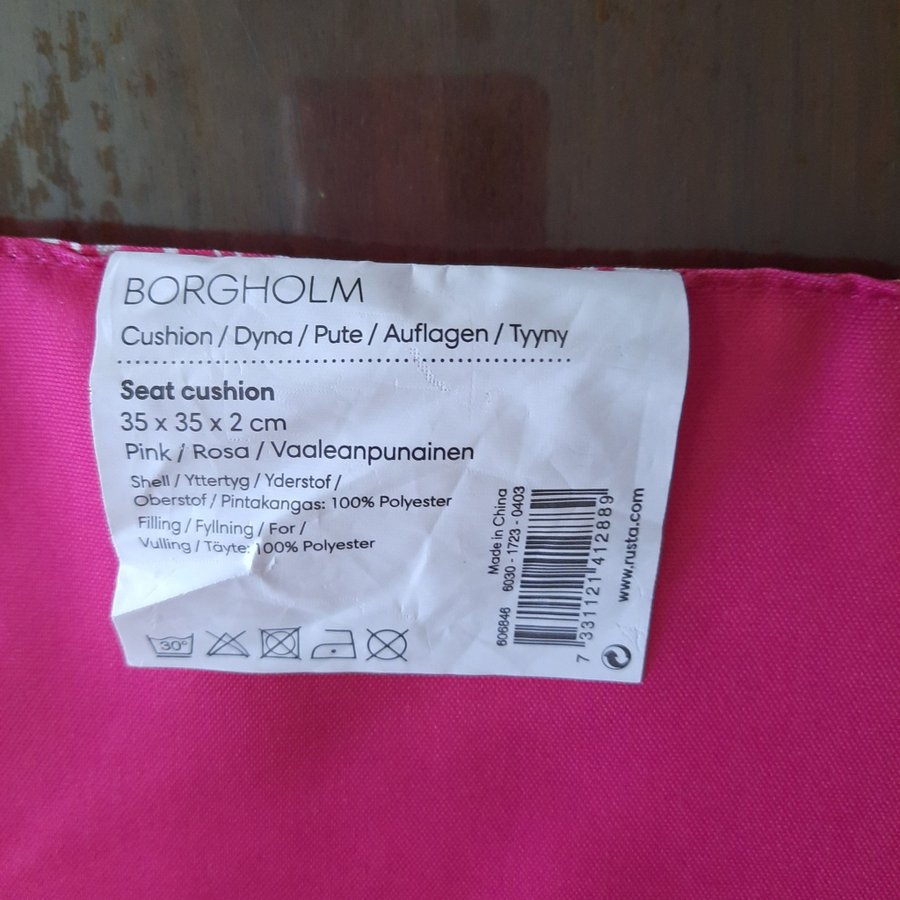 BORGHOLM
Cushion / Dyna / Pute / Auflagen / Tyyny
Seat cushion
35 x 35 x 2 cm
Pink / Rosa / Vaaleanpunainen
Shell / Yttertyg / Yderstof /
Oberstof / Pintakangas: 100% Polyester
Filling / Fyllning / For /
Vulling / Täyte: 100% Polyester
30°
Made in China
606846 6030 - 1723 - 0403
7 331121 412889
www.rusta.com